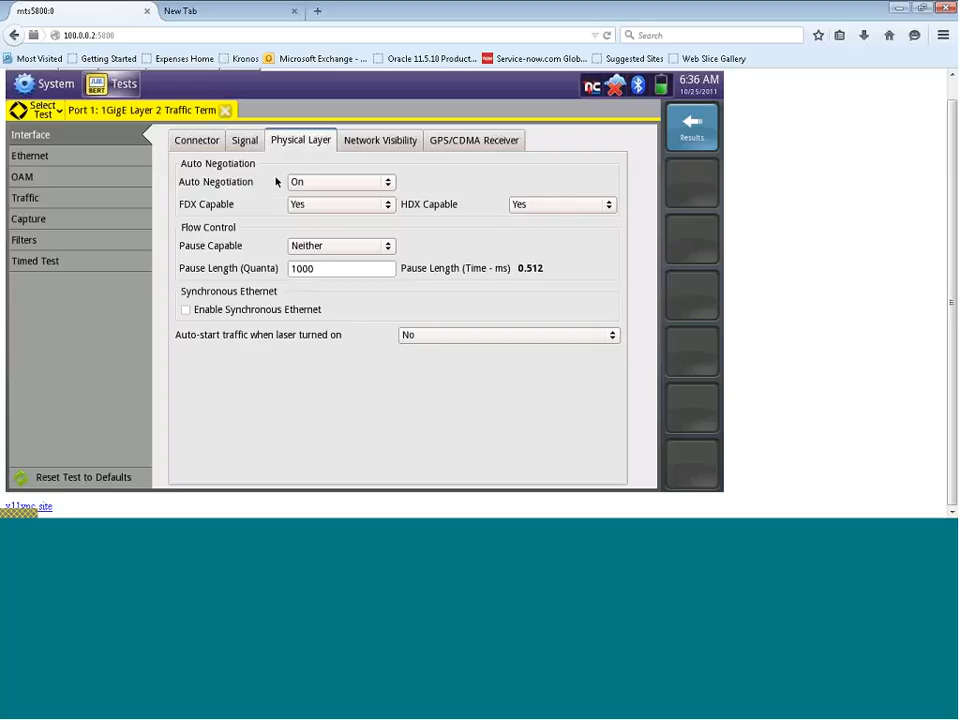 mts5800:0
New Tab
100.0.0.2:5800
Search
Most Visited Getting Started Expenses Home Kronos Microsoft Exchange - ... Oracle 11.5.10 Product... Service-now.com Glob... Suggested Sites Web Slice Gallery
System
Tests
6:36 AM
10/25/2011
Select Test
Port 1: 1GigE Layer 2 Traffic Term
Interface
Ethernet
OAM
Traffic
Capture
Filters
Timed Test
Reset Test to Defaults
Connector Signal Physical Layer Network Visibility GPS/CDMA Receiver
Auto Negotiation
Auto Negotiation On
FDX Capable Yes HDX Capable Yes
Flow Control
Pause Capable Neither
Pause Length (Quanta) 1000 Pause Length (Time - ms) 0.512
Synchronous Ethernet
Enable Synchronous Ethernet
Auto-start traffic when laser turned on No
Results
site